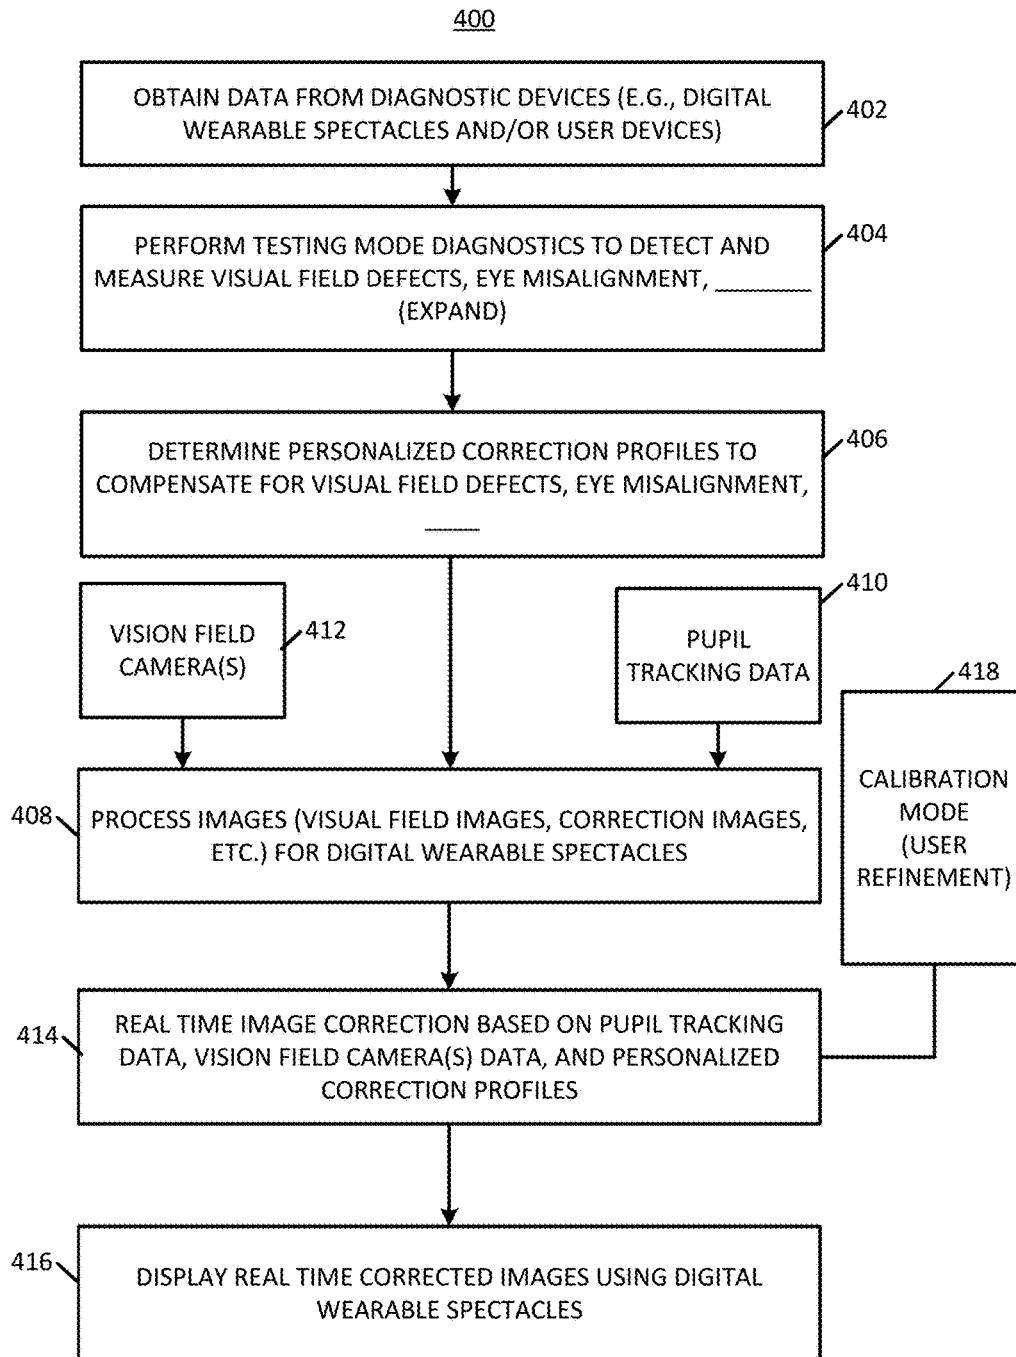 400
OBTAIN DATA FROM DIAGNOSTIC DEVICES (E.G., DIGITAL
WEARABLE SPECTACLES AND/OR USER DEVICES)
402
PERFORM TESTING MODE DIAGNOSTICS TO DETECT AND
MEASURE VISUAL FIELD DEFECTS, EYE MISALIGNMENT, ________
(EXPAND)
404
DETERMINE PERSONALIZED CORRECTION PROFILES TO
COMPENSATE FOR VISUAL FIELD DEFECTS, EYE MISALIGNMENT,
_____
406
VISION FIELD
CAMERA(S)
412
PUPIL
TRACKING DATA
410
418
CALIBRATION
MODE
(USER
REFINEMENT)
408
PROCESS IMAGES (VISUAL FIELD IMAGES, CORRECTION IMAGES,
ETC.) FOR DIGITAL WEARABLE SPECTACLES
414
REAL TIME IMAGE CORRECTION BASED ON PUPIL TRACKING
DATA, VISION FIELD CAMERA(S) DATA, AND PERSONALIZED
CORRECTION PROFILES
416
DISPLAY REAL TIME CORRECTED IMAGES USING DIGITAL
WEARABLE SPECTACLES